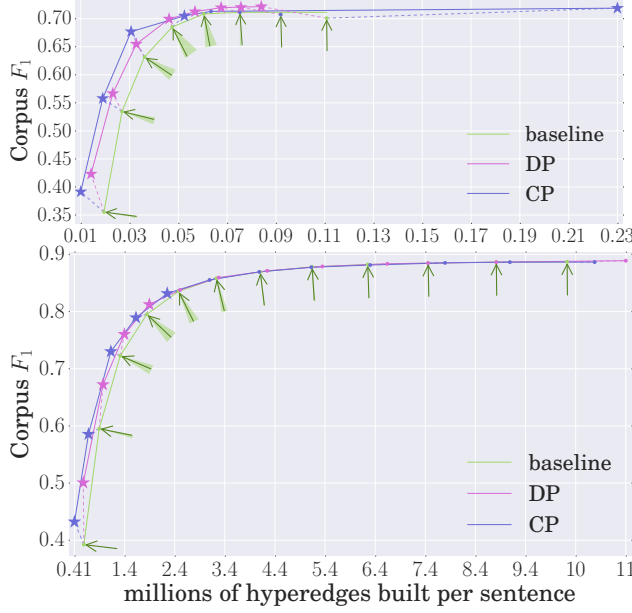 Corpus F1
0.70
0.65
0.60
0.55
0.50
0.45
0.40
0.35
baseline
DP
CP
0.01 0.03 0.05 0.07 0.09 0.11 0.13 0.15 0.17 0.19 0.21 0.23
Corpus F1
0.9
0.8
0.7
0.6
0.5
0.4
baseline
DP
CP
0.41 1.4 2.4 3.4 4.4 5.4 6.4 7.4 8.4 9.4 10 11
millions of hyperedges built per sentence